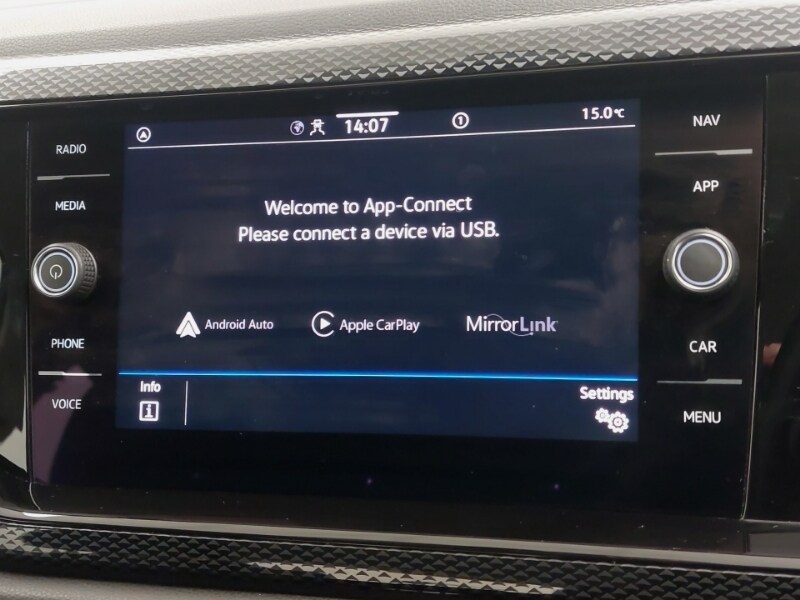 RADIO
MEDIA
PHONE
VOICE
14:07
1
15.0°C
Welcome to App-Connect
Please connect a device via USB.
Android Auto
Apple CarPlay
MirrorLink
Info
i
Settings
NAV
APP
CAR
MENU